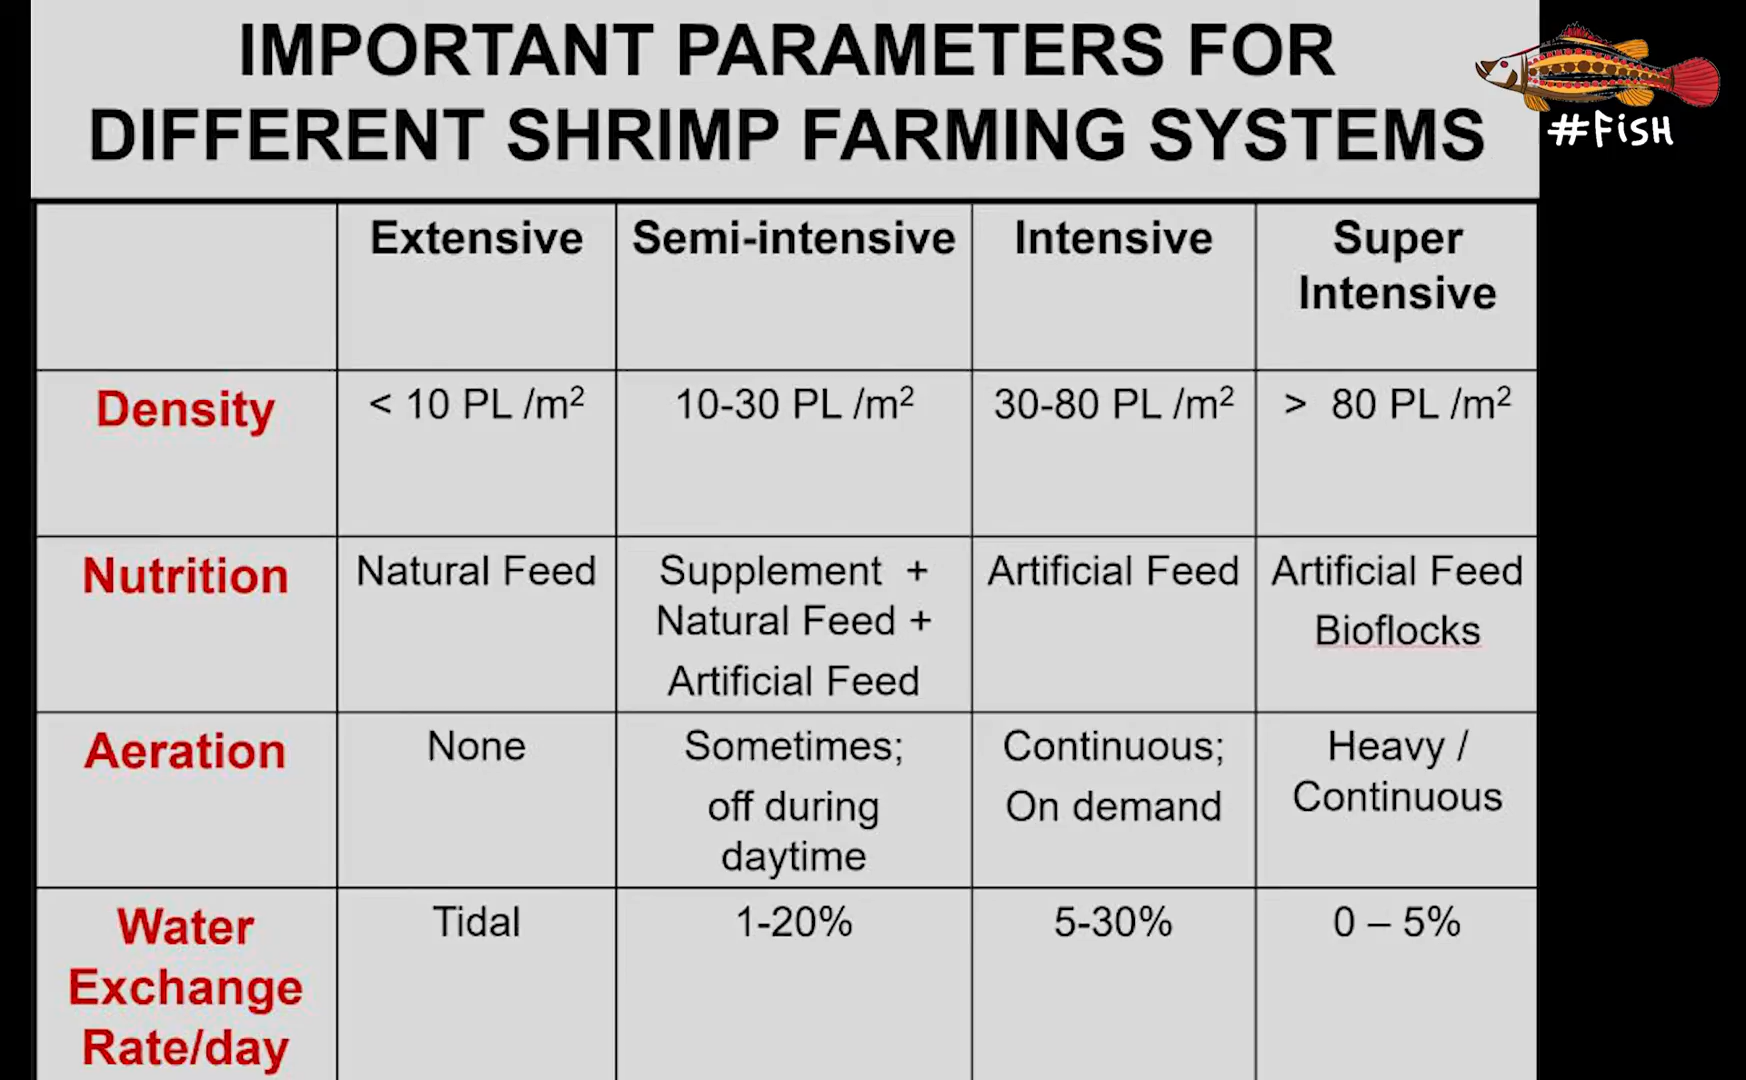 IMPORTANT PARAMETERS FOR
DIFFERENT SHRIMP FARMING SYSTEMS
#FiSH
Extensive
Semi-intensive
Intensive
Super
Intensive
Density
< 10 PL /m²
10-30 PL /m²
30-80 PL /m²
> 80 PL /m²
Nutrition
Natural Feed
Supplement +
Natural Feed +
Artificial Feed
Artificial Feed
Artificial Feed
Bioflocks
Aeration
None
Sometimes;
off during
daytime
Continuous;
On demand
Heavy /
Continuous
Water
Exchange
Rate/day
Tidal
1-20%
5-30%
0 – 5%